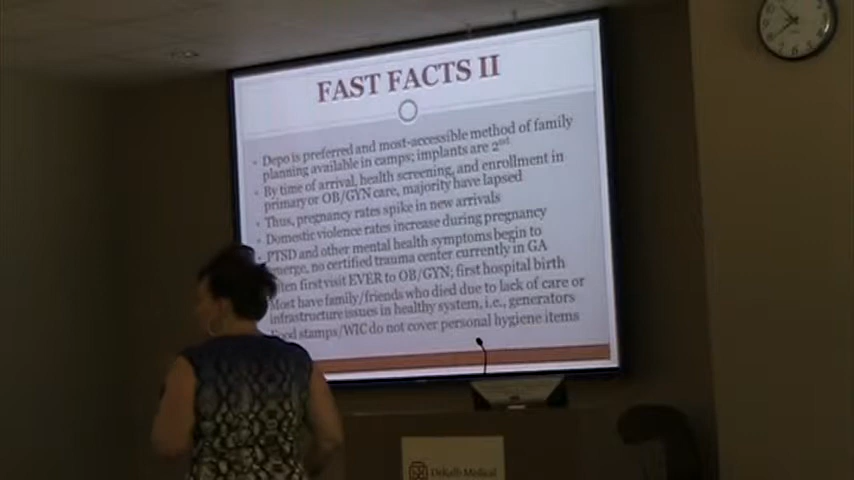 FAST FACTS II
• Depo is preferred and most-accessible method of family
planning available in camps; implants are 2nd.
• By time of arrival, health screening, and enrollment in
primary or OB/GYN care, majority have lapsed
• Thus, pregnancy rates spike in new arrivals
• Domestic violence rates increase during pregnancy
• PTSD and other mental health symptoms begin to
emerge, no certified trauma center currently in GA
first visit EVER to OB/GYN; first hospital birth
Most have family/friends who died due to lack of care or
infrastructure issues in healthy system, i.e., generators
stamps/WIC do not cover personal hygiene items
DeKalb Medical